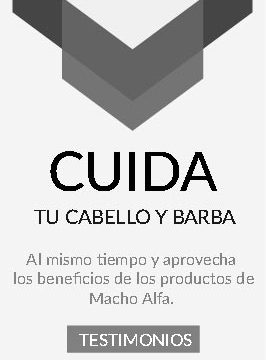 CUIDA
TU CABELLO Y BARBA
Al mismo tiempo y aprovecha
los beneficios de los productos de
Macho Alfa.
TESTIMONIOS